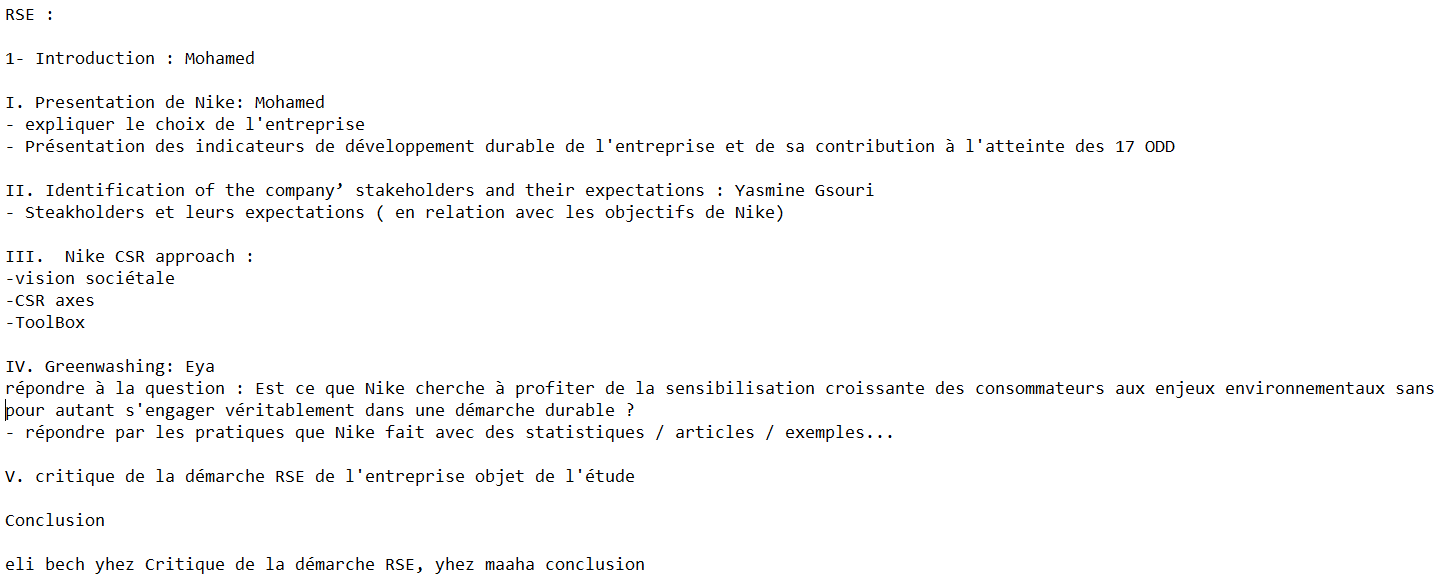 RSE :
1- Introduction : Mohamed
I. Presentation de Nike: Mohamed
- expliquer le choix de l'entreprise
- Présentation des indicateurs de développement durable de l'entreprise et de sa contribution à l'atteinte des 17 ODD
II. Identification of the company’ stakeholders and their expectations : Yasmine Gsouri
- Steakholders et leurs expectations ( en relation avec les objectifs de Nike)
III.  Nike CSR approach :
-vision sociétale
-CSR axes
-ToolBox
IV. Greenwashing: Eya
répondre à la question : Est ce que Nike cherche à profiter de la sensibilisation croissante des consommateurs aux enjeux environnementaux sans
pour autant s'engager véritablement dans une démarche durable ?
- répondre par les pratiques que Nike fait avec des statistiques / articles / exemples...
V. critique de la démarche RSE de l'entreprise objet de l'étude
Conclusion
eli bech yhez Critique de la démarche RSE, yhez maaha conclusion